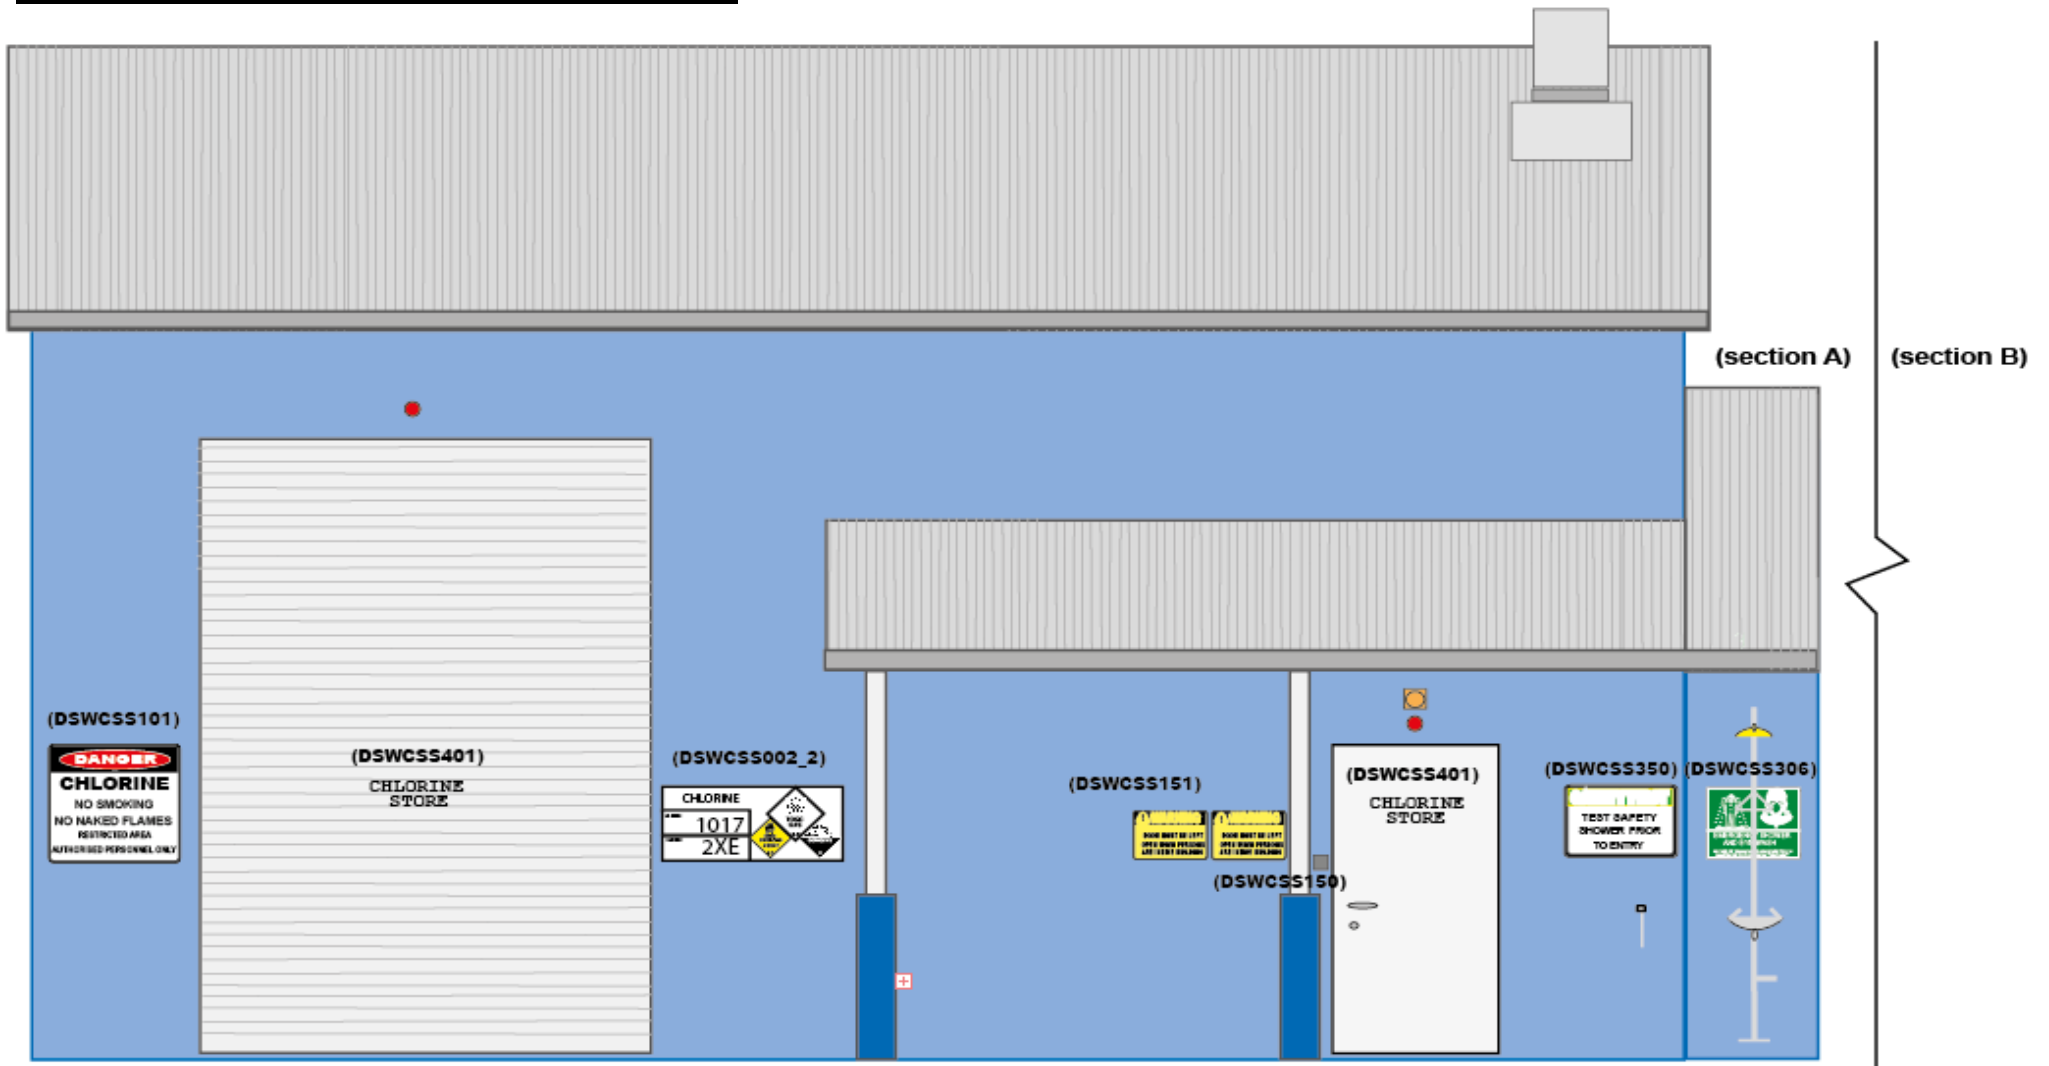 (section A)
(section B)
(DSWCSS101)
DANGER
CHLORINE
NO SMOKING
NO NAKED FLAMES
RESTRICTED AREA
AUTHORISED PERSONNEL ONLY
(DSWCSS401)
CHLORINE
STORE
(DSWCSS002_2)
CHLORINE
1017
2XE
(DSWCSS151)
(DSWCSS150)
(DSWCSS401)
CHLORINE
STORE
(DSWCSS350)
TEST SAFETY
SHOWER PRIOR
TO ENTRY
(DSWCSS306)